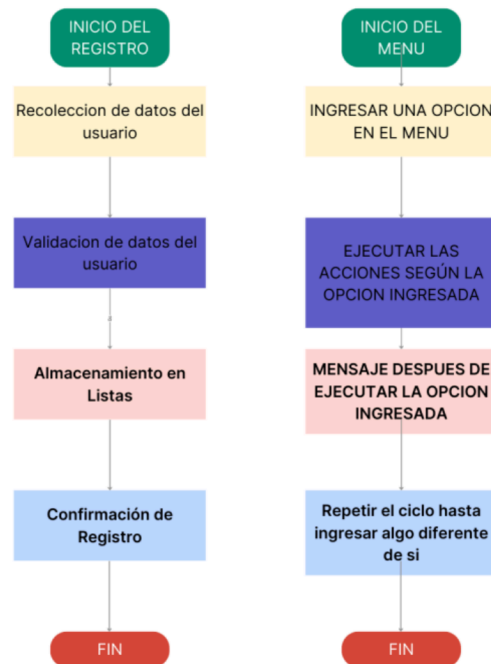 INICIO DEL
REGISTRO
Recoleccion de datos del
usuario
Validacion de datos del
usuario
Almacenamiento en
Listas
Confirmación de
Registro
FIN
INICIO DEL
MENU
INGRESAR UNA OPCION
EN EL MENU
EJECUTAR LAS
ACCIONES SEGÚN LA
OPCION INGRESADA
MENSAJE DESPUES DE
EJECUTAR LA OPCION
INGRESADA
Repetir el ciclo hasta
ingresar algo diferente
de si
FIN